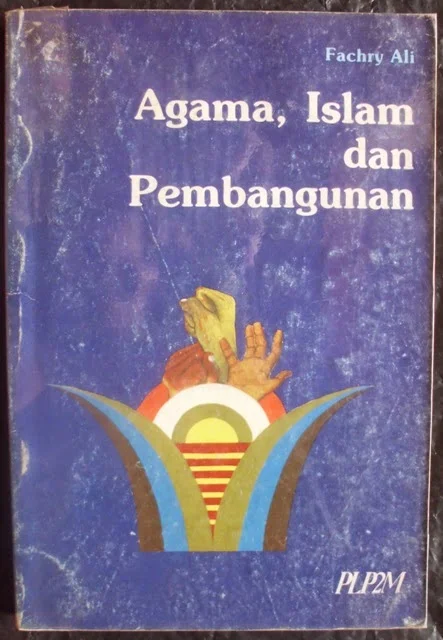 Fachry Ali
Agama, Islam
dan
Pembangunan
PLP2M